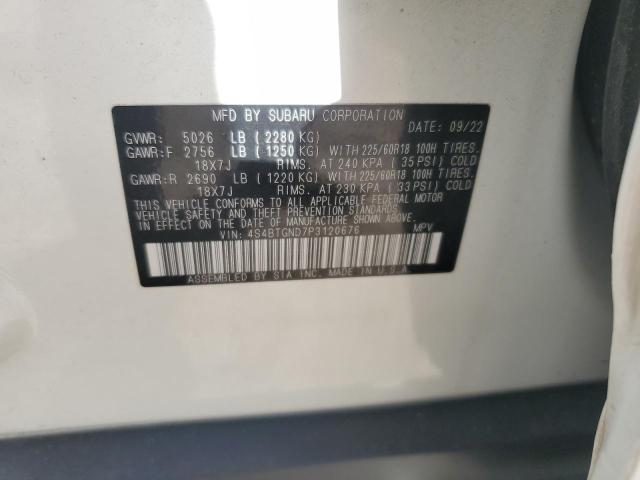 MFD BY SUBARU CORPORATION
DATE: 09/22
GVWR: 5026 LB (2280 KG)
GAWR:F 2756 LB (1250 KG) WITH 225/60R18 100H TIRES.
18X7J RIMS. AT 240 KPA (35 PSI) COLD
GAWR:R 2690 LB (1220 KG) WITH 225/60R18 100H TIRES.
18X7J RIMS. AT 230 KPA (33 PSI) COLD
THIS VEHICLE CONFORMS TO ALL APPLICABLE FEDERAL MOTOR
VEHICLE SAFETY AND THEFT PREVENTION STANDARDS IN
EFFECT ON THE DATE OF MANUFACTURE SHOWN ABOVE.
VIN: 4S4BTGND7P3120676 MPV
ASSEMBLED BY SIA INC. MADE IN U.S.A